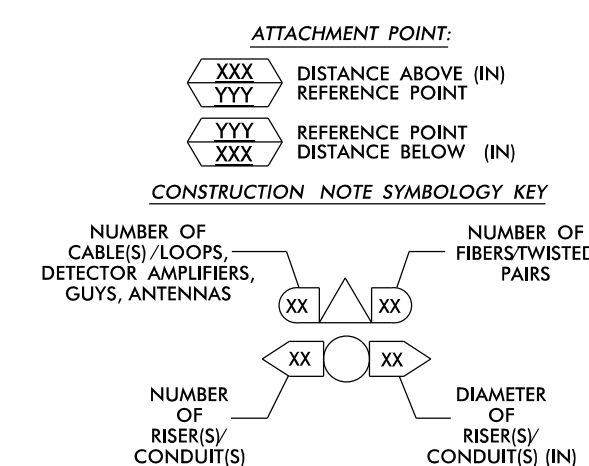 ATTACHMENT POINT:
XXX DISTANCE ABOVE (IN)
YYY REFERENCE POINT
YYY REFERENCE POINT
XXX DISTANCE BELOW (IN)
CONSTRUCTION NOTE SYMBOLOGY KEY
NUMBER OF
CABLE(S)/LOOPS,
DETECTOR AMPLIFIERS,
GUYS, ANTENNAS
NUMBER OF
FIBERS/TWISTED
PAIRS
XX XX
XX XX
NUMBER
OF
RISER(S)/
CONDUIT(S)
DIAMETER
OF
RISER(S)/
CONDUIT(S) (IN)